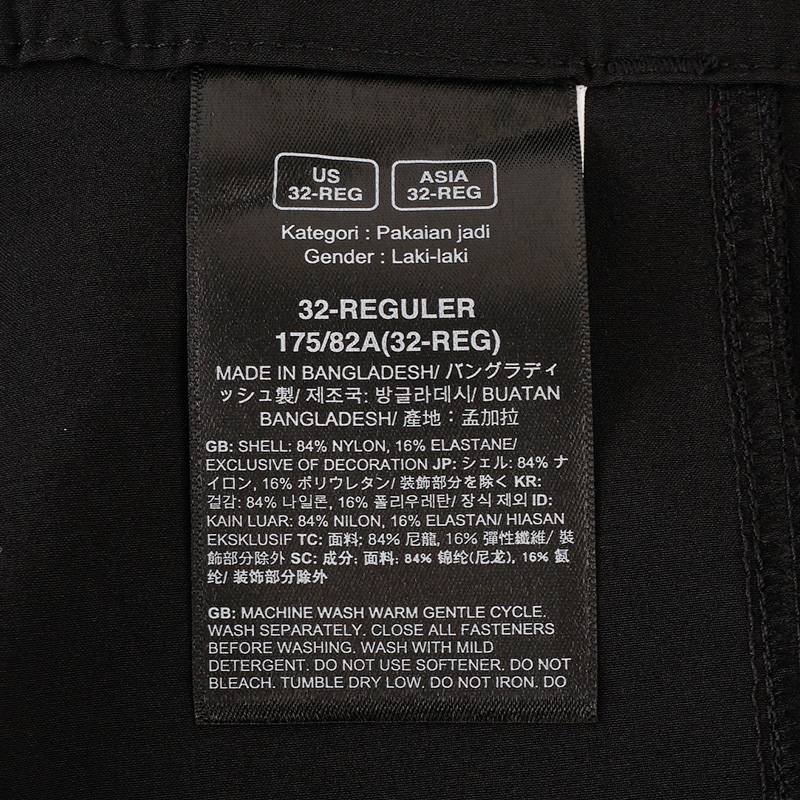 US
32-REG
ASIA
32-REG
Kategori : Pakaian jadi
Gender : Laki-laki
32-REGULER
175/82A(32-REG)
MADE IN BANGLADESH/ バングラディ
ッシュ製/ 제조국: 방글라데시/ BUATAN
BANGLADESH/ 產地：孟加拉
GB: SHELL: 84% NYLON, 16% ELASTANE/
EXCLUSIVE OF DECORATION JP: シェル: 84% ナ
イロン, 16% ポリウレタン/ 装飾部分を除く KR:
겉감: 84% 나일론, 16% 폴리우레탄/ 장식 제외 ID:
KAIN LUAR: 84% NILON, 16% ELASTAN/ HIASAN
EKSKLUSIF TC: 面料: 84% 尼龍, 16% 彈性纖維/ 裝
飾部分除外 SC: 成分; 面料: 84% 锦纶(尼龙), 16% 氨
纶/ 装饰部分除外
GB: MACHINE WASH WARM GENTLE CYCLE.
WASH SEPARATELY. CLOSE ALL FASTENERS
BEFORE WASHING. WASH WITH MILD
DETERGENT. DO NOT USE SOFTENER. DO NOT
BLEACH. TUMBLE DRY LOW. DO NOT IRON. DO